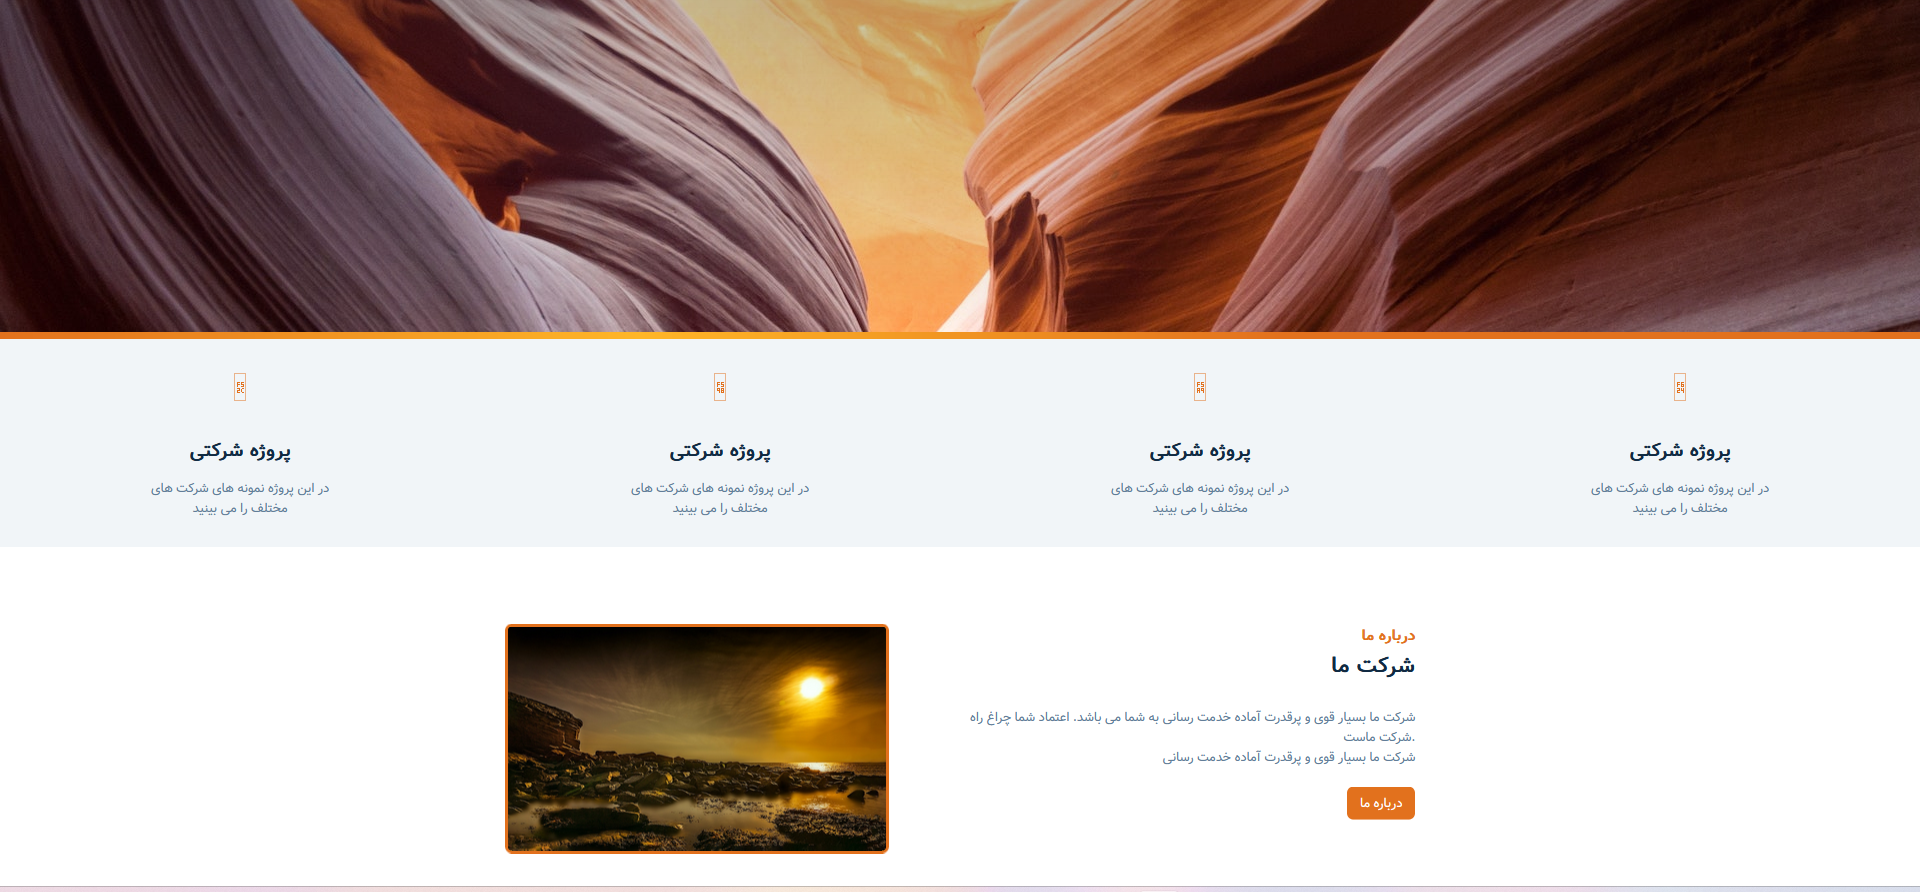 پروژه شرکتی
در این پروژه نمونه های شرکت های
مختلف را می بینید
پروژه شرکتی
در این پروژه نمونه های شرکت های
مختلف را می بینید
پروژه شرکتی
در این پروژه نمونه های شرکت های
مختلف را می بینید
پروژه شرکتی
در این پروژه نمونه های شرکت های
مختلف را می بینید
درباره ما
شرکت ما
شرکت ما بسیار قوی و پرقدرت آماده خدمت رسانی به شما می باشد. اعتماد شما چراغ راه
.شرکت ماست
شرکت ما بسیار قوی و پرقدرت آماده خدمت رسانی
درباره ما